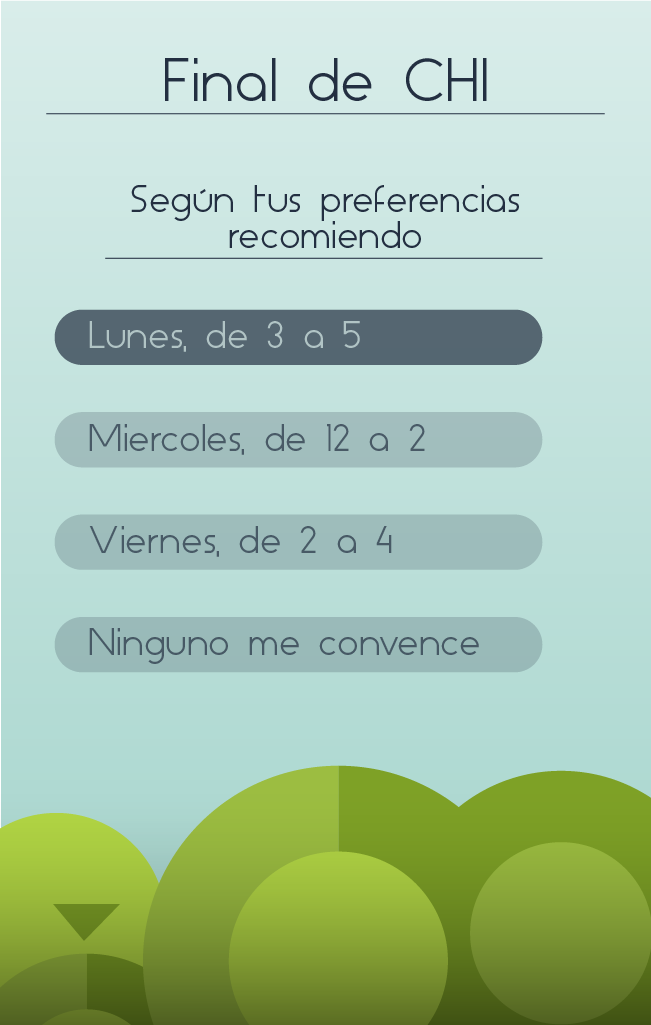 Final de CHI
Según tus preferencias
recomiendo
Lunes, de 3 a 5
Miercoles, de 12 a 2
Viernes, de 2 a 4
Ninguno me convence